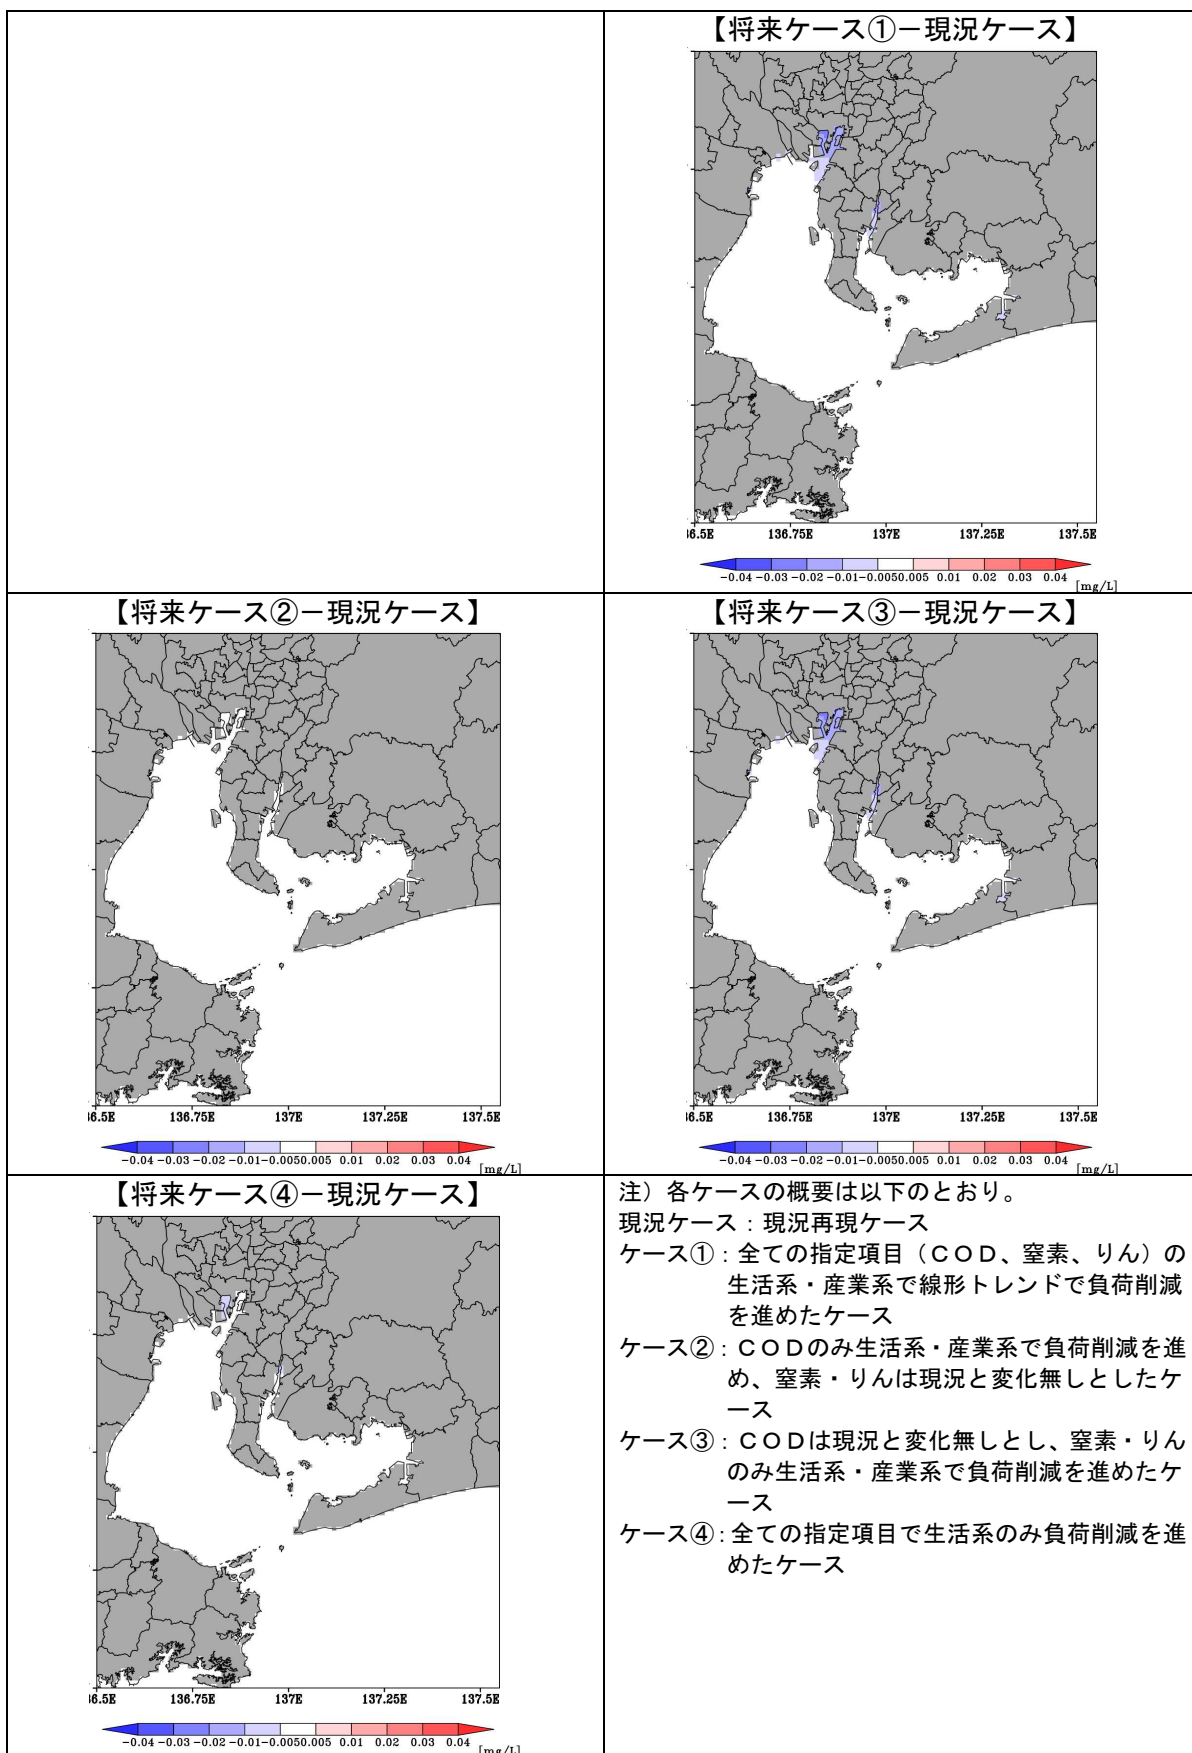 【将来ケース①－現況ケース】
36.5E 136.75E 137E 137.25E 137.5E
-0.04 -0.03 -0.02 -0.01 -0.005 0.005 0.01 0.02 0.03 0.04
[mg/L]
【将来ケース②－現況ケース】
36.5E 136.75E 137E 137.25E 137.5E
-0.04 -0.03 -0.02 -0.01 -0.005 0.005 0.01 0.02 0.03 0.04
[mg/L]
【将来ケース③－現況ケース】
36.5E 136.75E 137E 137.25E 137.5E
-0.04 -0.03 -0.02 -0.01 -0.005 0.005 0.01 0.02 0.03 0.04
[mg/L]
【将来ケース④－現況ケース】
36.5E 136.75E 137E 137.25E 137.5E
-0.04 -0.03 -0.02 -0.01 -0.005 0.005 0.01 0.02 0.03 0.04
[mg/L]
注）各ケースの概要は以下のとおり。
現況ケース：現況再現ケース
ケース①：全ての指定項目（ＣＯＤ、窒素、りん）の
生活系・産業系で線形トレンドで負荷削減
を進めたケース
ケース②：ＣＯＤのみ生活系・産業系で負荷削減を進
め、窒素・りんは現況と変化無しとしたケ
ース
ケース③：ＣＯＤは現況と変化無しとし、窒素・りん
のみ生活系・産業系で負荷削減を進めたケ
ース
ケース④：全ての指定項目で生活系のみ負荷削減を進
めたケース